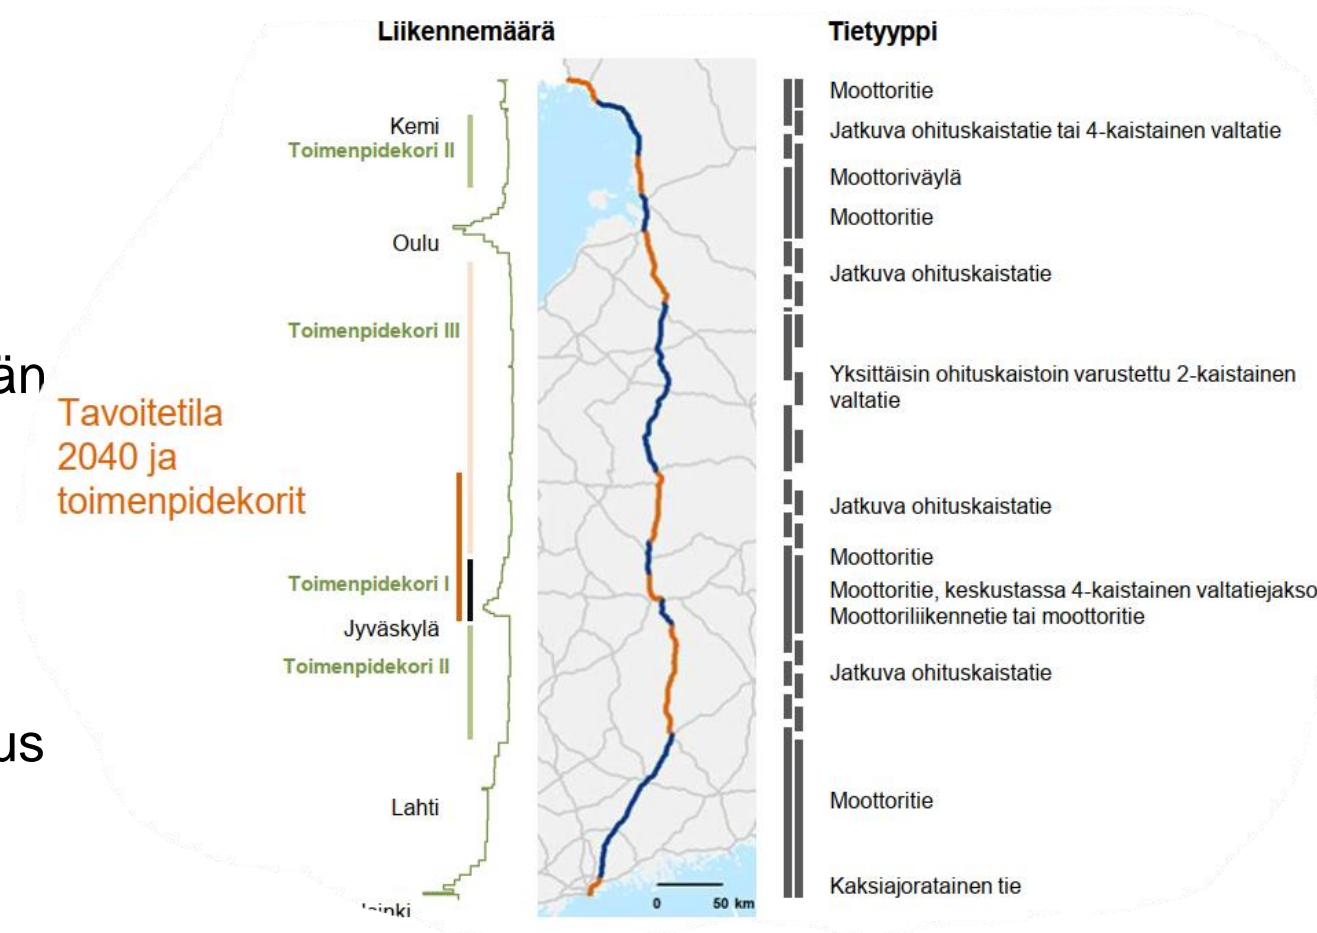 Liikennemäärä
Tietyyppi
Moottoritie
Kemi
Toimenpidekori II
Jatkuva ohituskaistatie tai 4-kaistainen valtatie
Moottoriväylä
Moottoritie
Oulu
Jatkuva ohituskaistatie
Toimenpidekori III
än
Yksittäisin ohituskaistoin varustettu 2-kaistainen
valtatie
Tavoitetila
2040 ja
toimenpidekorit
Jatkuva ohituskaistatie
Moottoritie
Toimenpidekori I
Moottoritie, keskustassa 4-kaistainen valtatiejakso
Moottoriliikennetie tai moottoritie
Jyväskylä
Toimenpidekori II
Jatkuva ohituskaistatie
us
Moottoritie
Lahti
Kaksiajoratainen tie
0 50 km